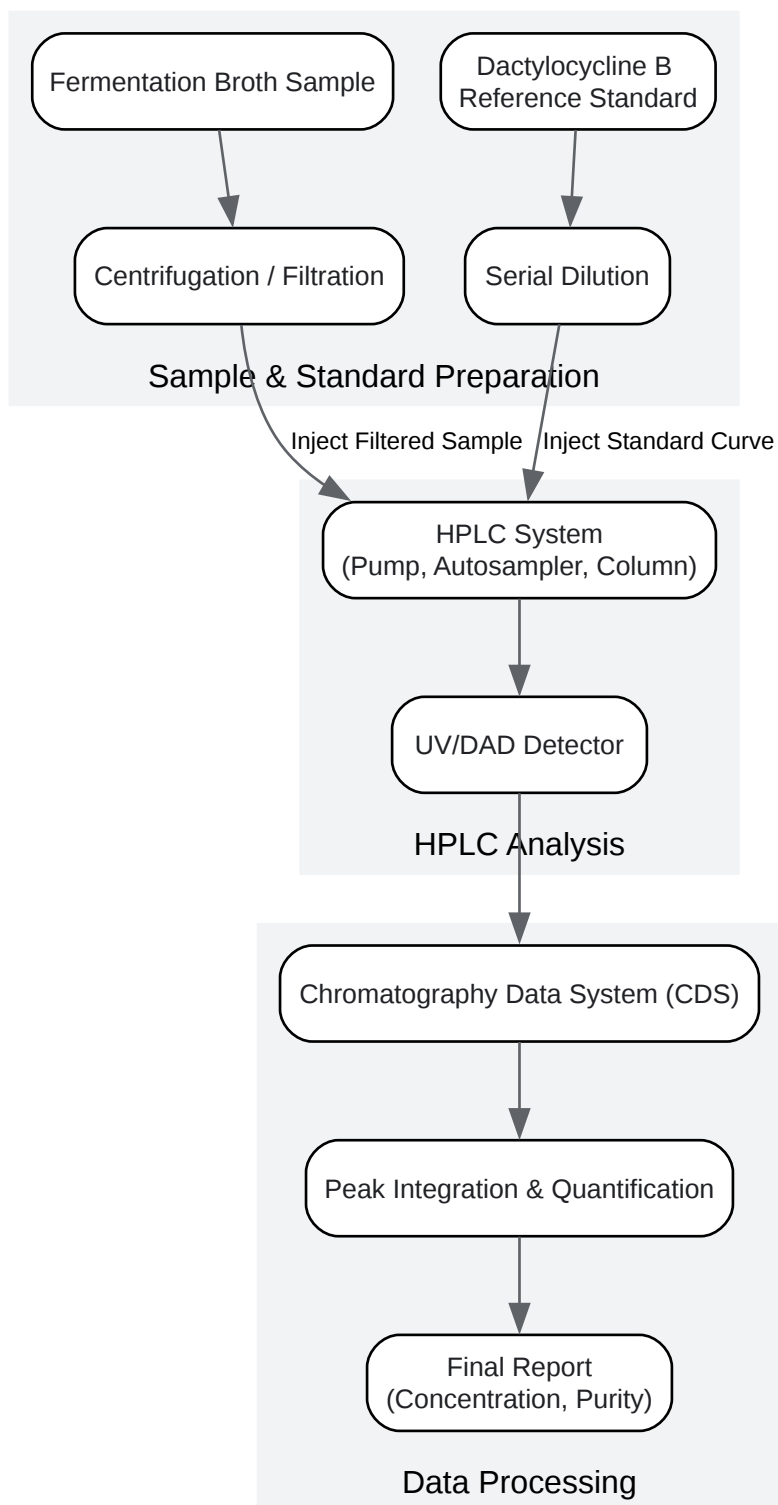 Fermentation Broth Sample
Dactylocycline B
Reference Standard
Centrifugation / Filtration
Serial Dilution
Sample & Standard Preparation
Inject Filtered Sample
Inject Standard Curve
HPLC System
(Pump, Autosampler, Column)
UV/DAD Detector
HPLC Analysis
Chromatography Data System (CDS)
Peak Integration & Quantification
Final Report
(Concentration, Purity)
Data Processing